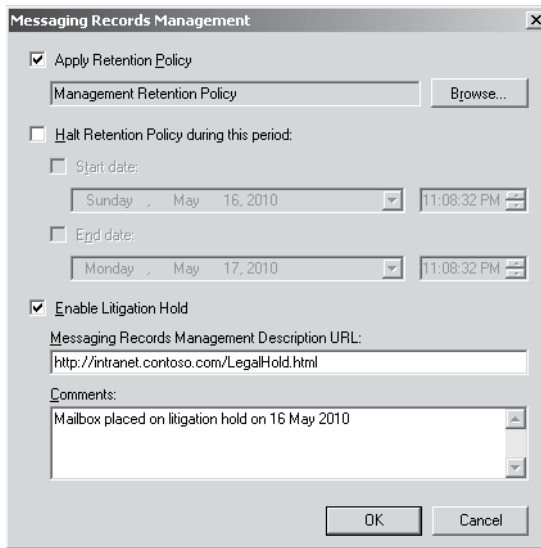 Messaging Records Management
Apply Retention Policy
Management Retention Policy
Browse...
Halt Retention Policy during this period:
Start date:
Sunday , May 16, 2010
11:08:32 PM
End date:
Monday , May 17, 2010
11:08:32 PM
Enable Litigation Hold
Messaging Records Management Description URL:
http://intranet.contoso.com/LegalHold.html
Comments:
Mailbox placed on litigation hold on 16 May 2010
OK
Cancel